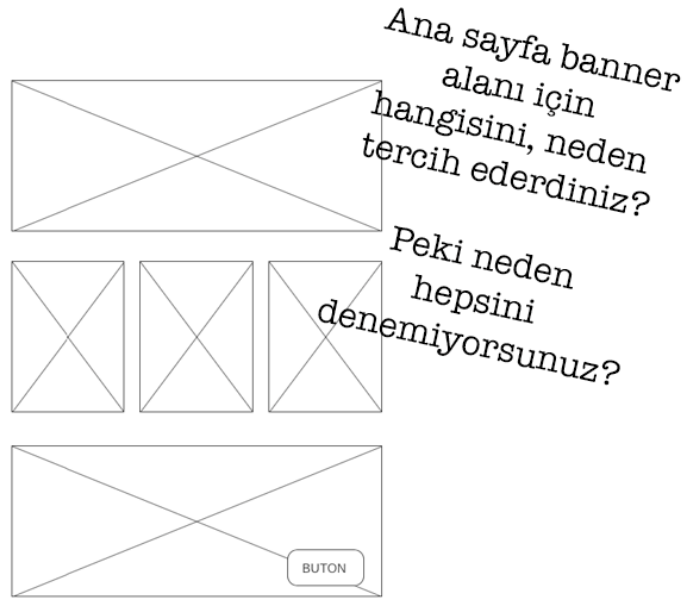 Ana sayfa banner
alanı için
hangisini, neden
tercih ederdiniz?
Peki neden
hepsini
denemiyorsunuz?
BUTON